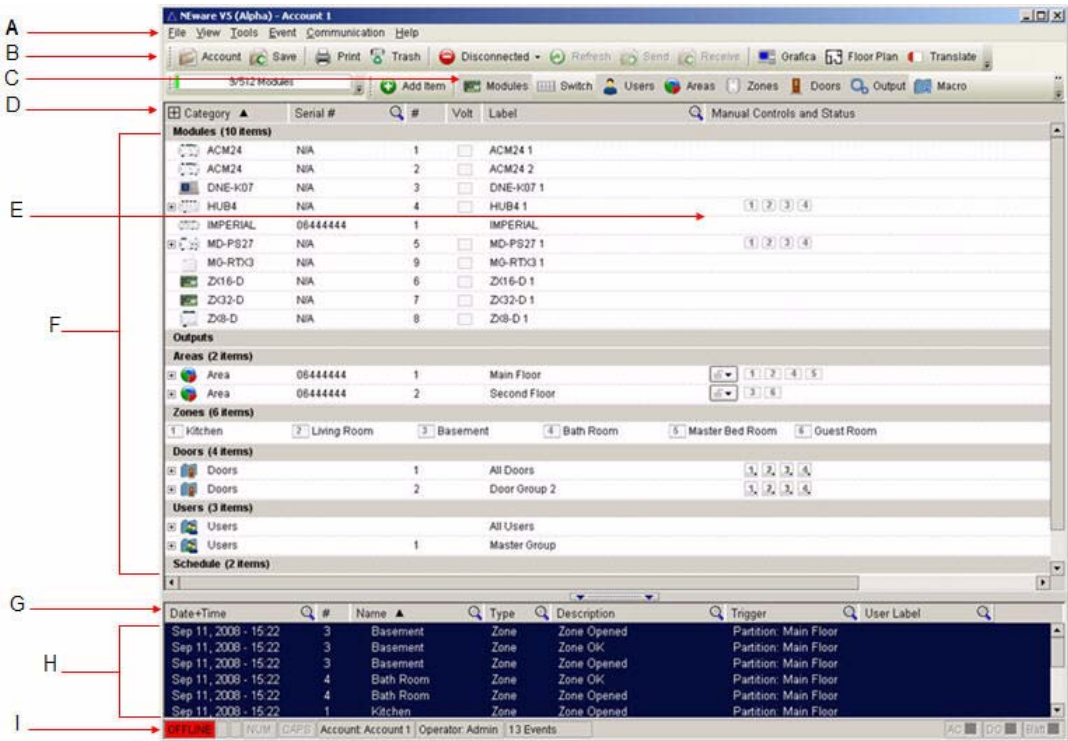 NEware V5 (Alpha) - Account 1
A
File View Tools Event Communication Help
B
Account Save Print Trash Disconnected Refresh Send Receive Grafica Floor Plan Translate
C
9/512 Modules Add Item Modules Switch Users Areas Zones Doors Output Macro
D
Category ▲ Serial # # Volt Label Manual Controls and Status
Modules (10 items)
ACM24 N/A 1 ACM24 1
ACM24 N/A 2 ACM24 2
DNE-K07 N/A 3 DNE-K07 1
E
HUB4 N/A 4 HUB4 1 1 2 3 4
IMPERIAL 06444444 1 IMPERIAL
MD-PS27 N/A 5 MD-PS27 1 1 2 3 4
MG-RTX3 N/A 9 MG-RTX3 1
ZX16-D N/A 6 ZX16-D 1
ZX32-D N/A 7 ZX32-D 1
F
ZX8-D N/A 8 ZX8-D 1
Outputs
Areas (2 items)
Area 06444444 1 Main Floor 1 2 4 5
Area 06444444 2 Second Floor 3 6
Zones (6 items)
1 Kitchen 2 Living Room 3 Basement 4 Bath Room 5 Master Bed Room 6 Guest Room
Doors (4 items)
Doors 1 All Doors 1 2 3 4
Doors 2 Door Group 2 1 2 3 4
Users (3 items)
Users All Users
Users 1 Master Group
Schedule (2 items)
G
Date+Time # Name ▲ Type Description Trigger User Label
Sep 11, 2008 - 15:22 3 Basement Zone Zone Opened Partition: Main Floor
Sep 11, 2008 - 15:22 3 Basement Zone Zone OK Partition: Main Floor
H
Sep 11, 2008 - 15:22 3 Basement Zone Zone Opened Partition: Main Floor
Sep 11, 2008 - 15:22 4 Bath Room Zone Zone OK Partition: Main Floor
Sep 11, 2008 - 15:22 4 Bath Room Zone Zone Opened Partition: Main Floor
Sep 11, 2008 - 15:22 1 Kitchen Zone Zone Opened Partition: Main Floor
I
OFFLINE NUM CAPS Account: Account 1 Operator: Admin 13 Events AC DC Batt